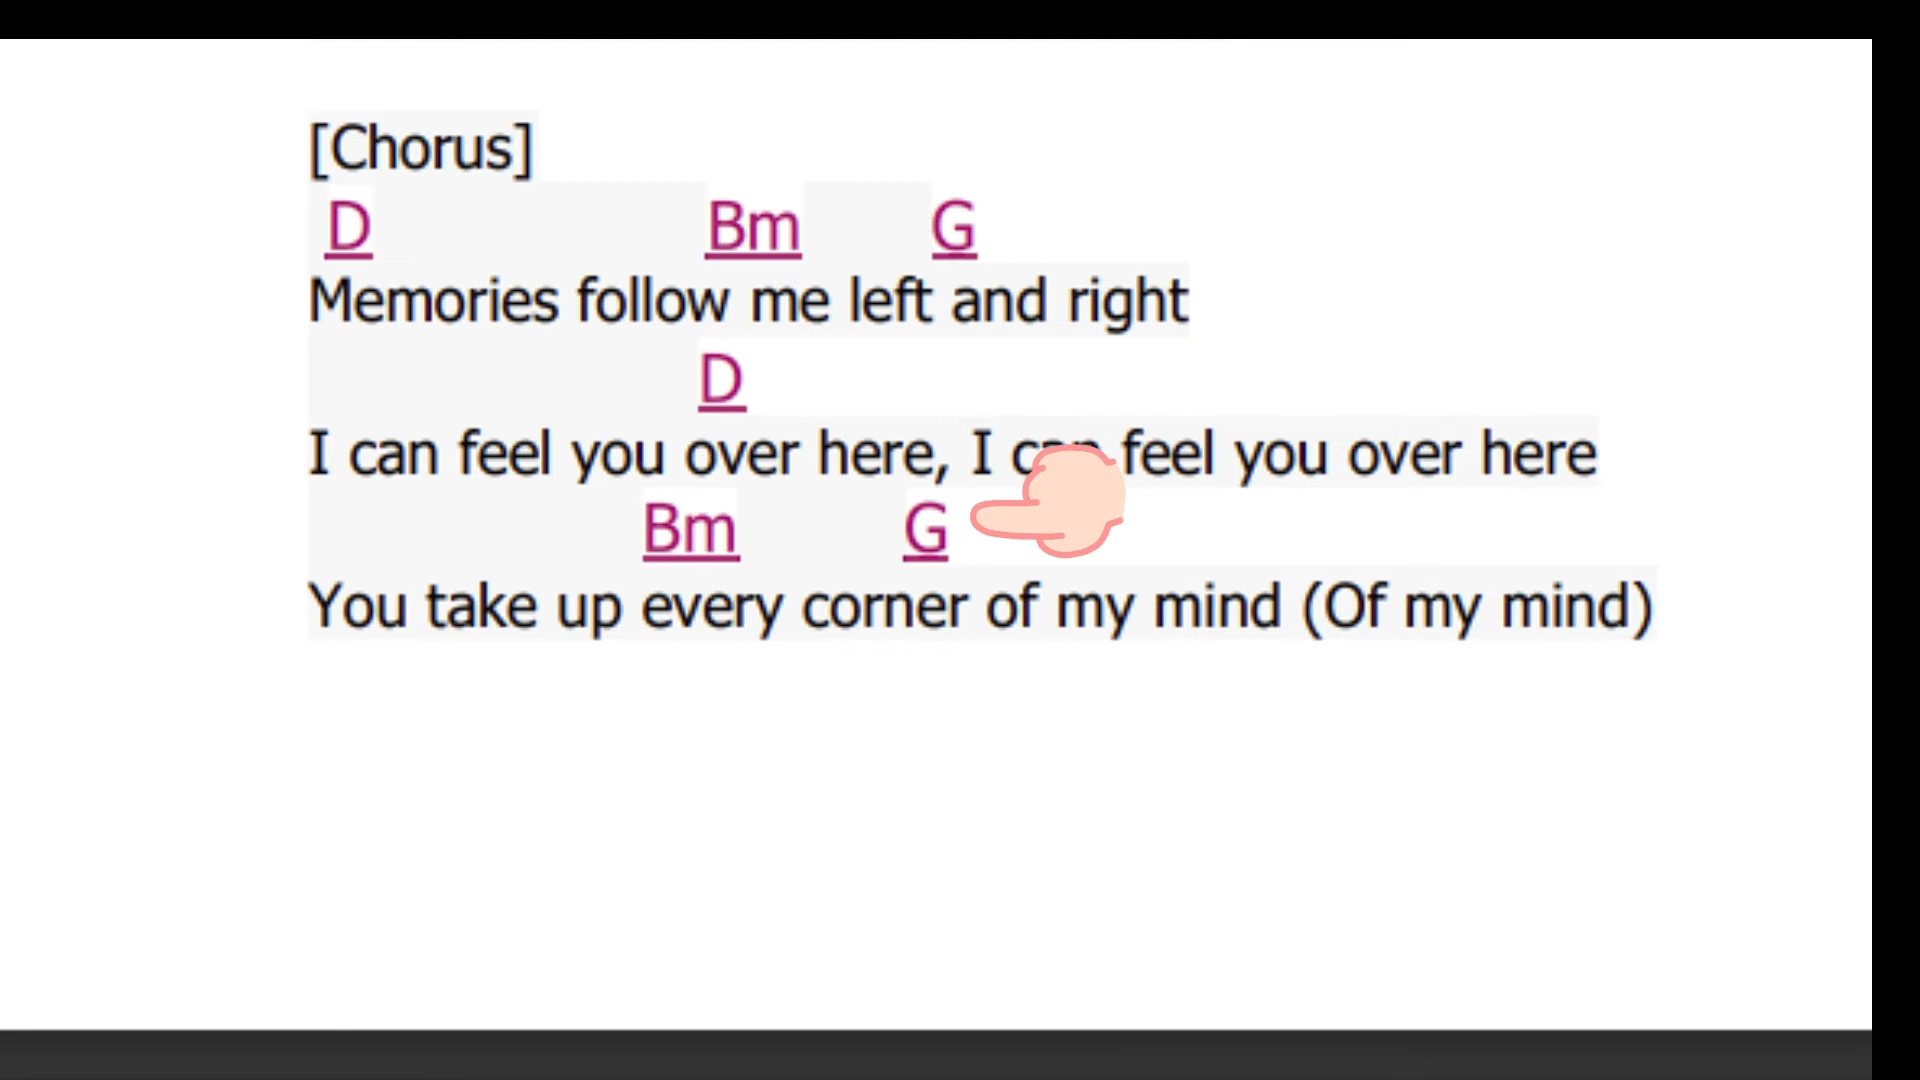 [Chorus]
D Bm G
Memories follow me left and right
D
I can feel you over here, I can feel you over here
Bm G
You take up every corner of my mind (Of my mind)